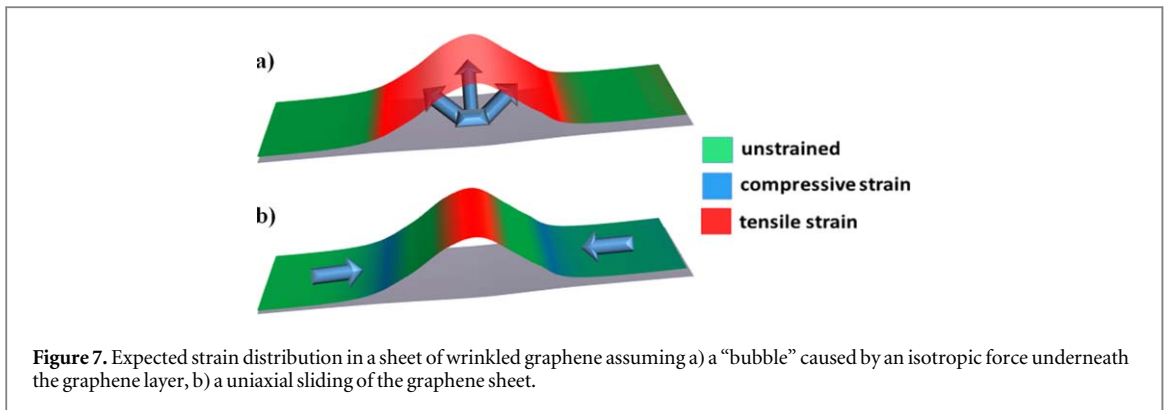 a)
unstrained
compressive strain
b)
tensile strain
Figure 7. Expected strain distribution in a sheet of wrinkled graphene assuming a) a “bubble” caused by an isotropic force underneath
the graphene layer, b) a uniaxial sliding of the graphene sheet.